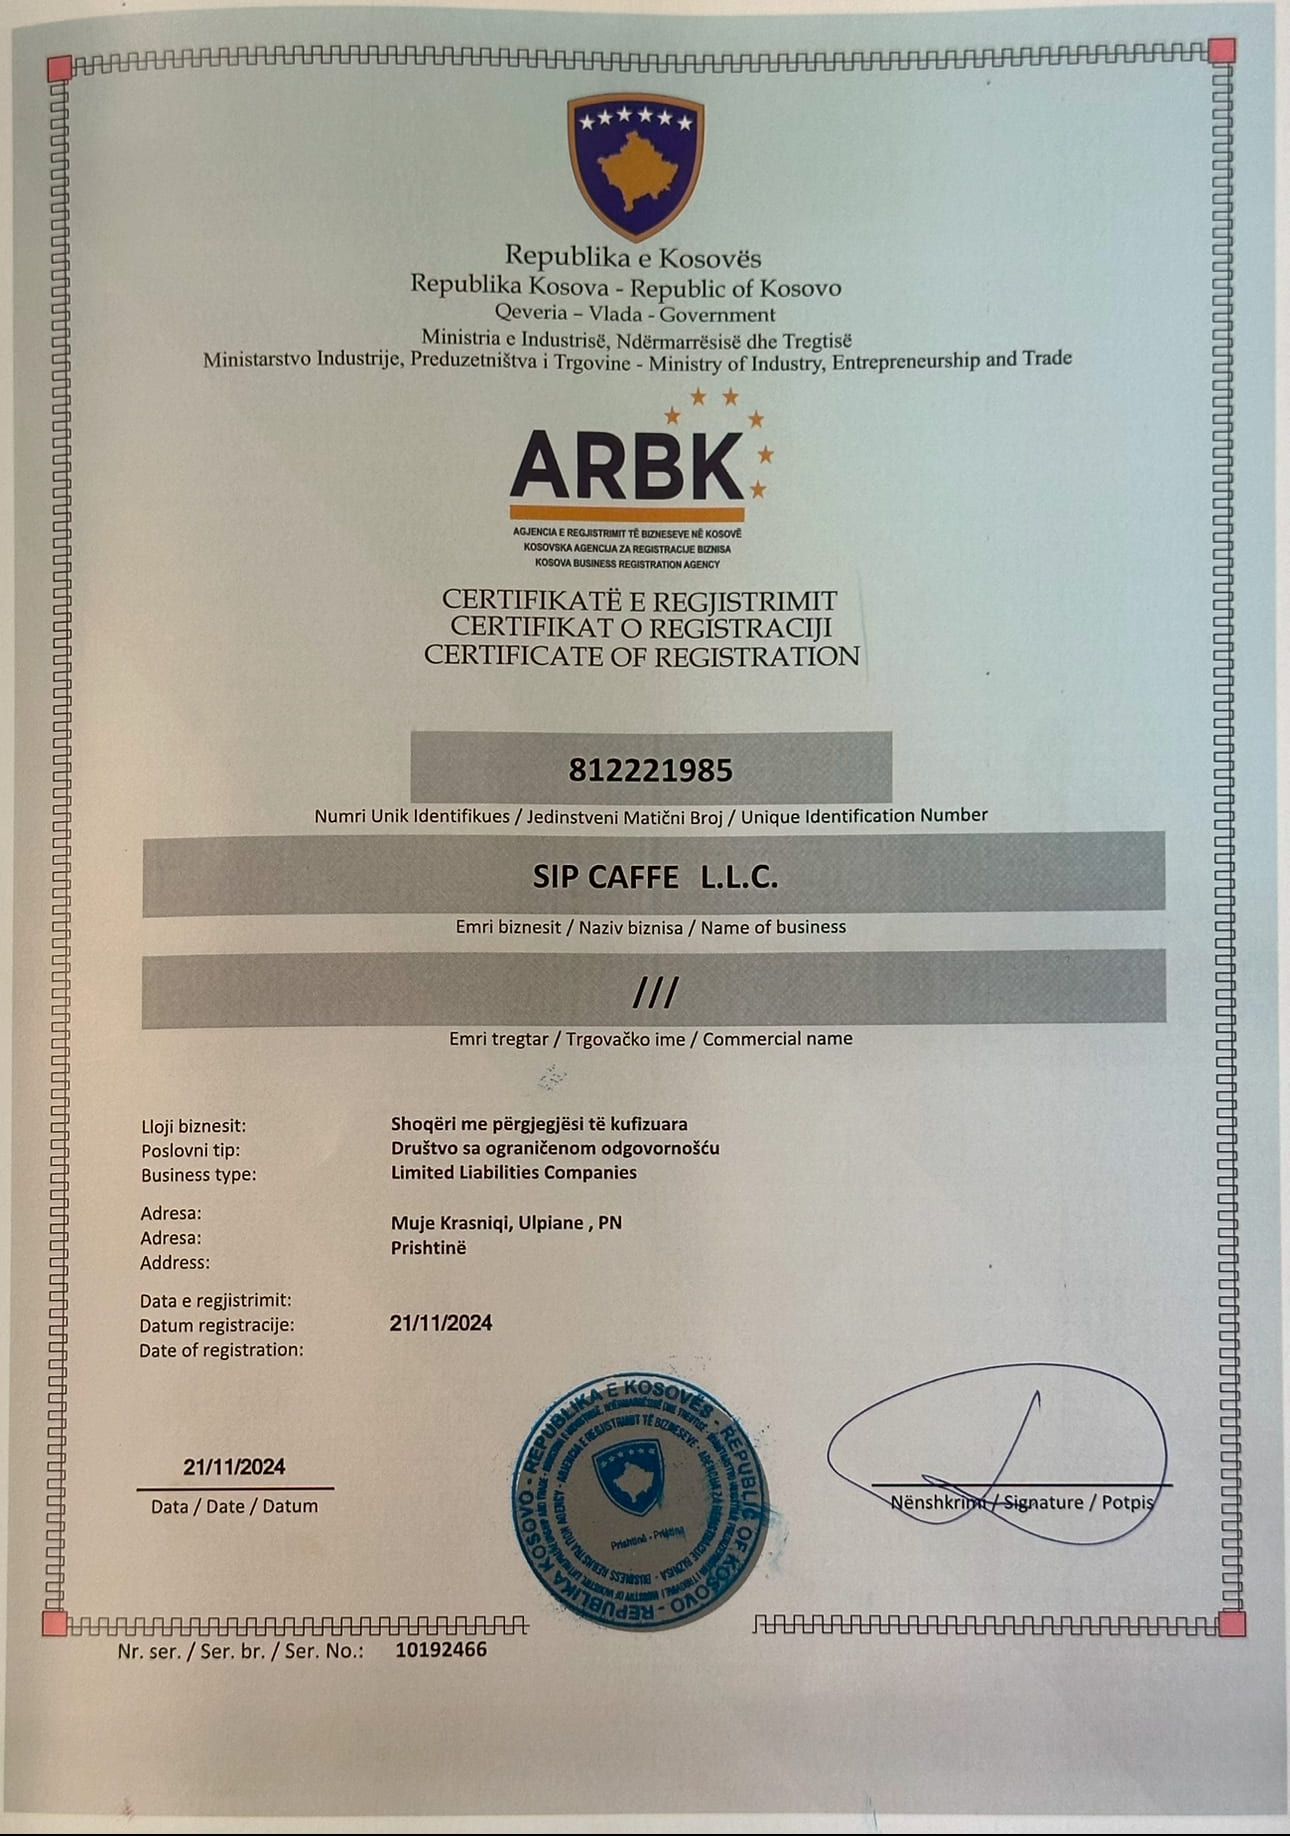 Republika e Kosovës
Republika Kosova - Republic of Kosovo
Qeveria – Vlada - Government
Ministria e Industrisë, Ndërmarrësisë dhe Tregtisë
Ministarstvo Industrije, Preduzetništva i Trgovine - Ministry of Industry, Entrepreneurship and Trade
ARBK
AGJENCIA E REGJISTRIMIT TË BIZNESEVE NË KOSOVË
KOSOVSKA AGENCIJA ZA REGISTRACIJE BIZNISA
KOSOVA BUSINESS REGISTRATION AGENCY
CERTIFIKATË E REGJISTRIMIT
CERTIFIKAT O REGISTRACIJI
CERTIFICATE OF REGISTRATION
812221985
Numri Unik Identifikues / Jedinstveni Matični Broj / Unique Identification Number
SIP CAFFE L.L.C.
Emri biznesit / Naziv biznisa / Name of business
///
Emri tregtar / Trgovačko ime / Commercial name
Lloji biznesit: Shoqëri me përgjegjësi të kufizuara
Poslovni tip: Društvo sa ograničenom odgovornošću
Business type: Limited Liabilities Companies
Adresa:
Muje Krasniqi, Ulpiane , PN
Adresa:
Prishtinë
Address:
Data e regjistrimit:
Datum registracije: 21/11/2024
Date of registration:
21/11/2024
Data / Date / Datum
REPUBLIKA E KOSOVËS - REPUBLIC OF KOSOVO - REPUBLIKA KOSOVO -
Prishtinë - Priština
Nënshkrimi / Signature / Potpis
Nr. ser. / Ser. br. / Ser. No.: 10192466